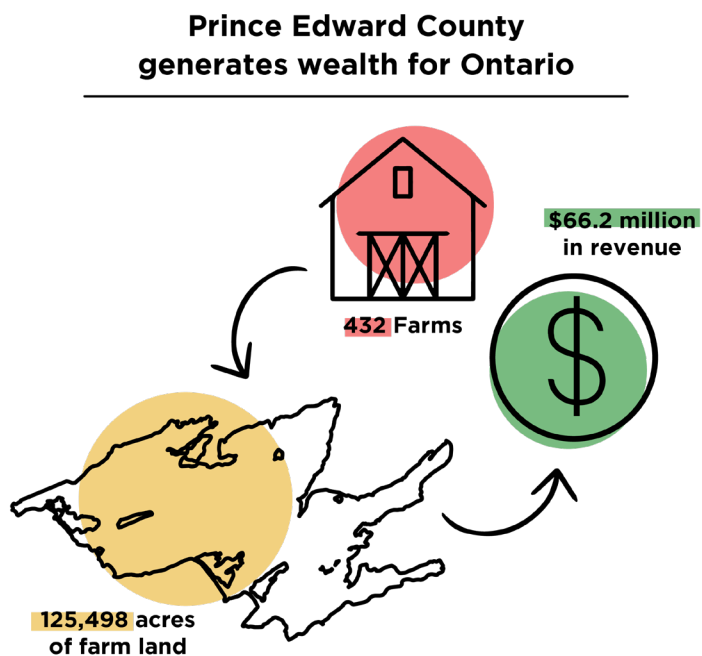 Prince Edward County
generates wealth for Ontario
$66.2 million
in revenue
432 Farms
125,498 acres
of farm land